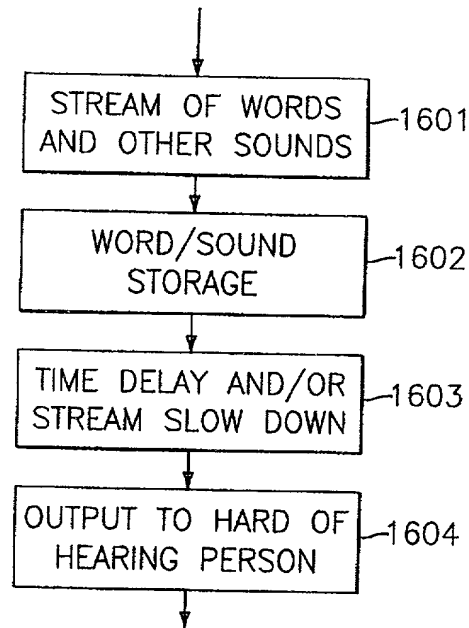 STREAM OF WORDS
AND OTHER SOUNDS
1601
WORD/SOUND
STORAGE
1602
TIME DELAY AND/OR
STREAM SLOW DOWN
1603
OUTPUT TO HARD OF
HEARING PERSON
1604